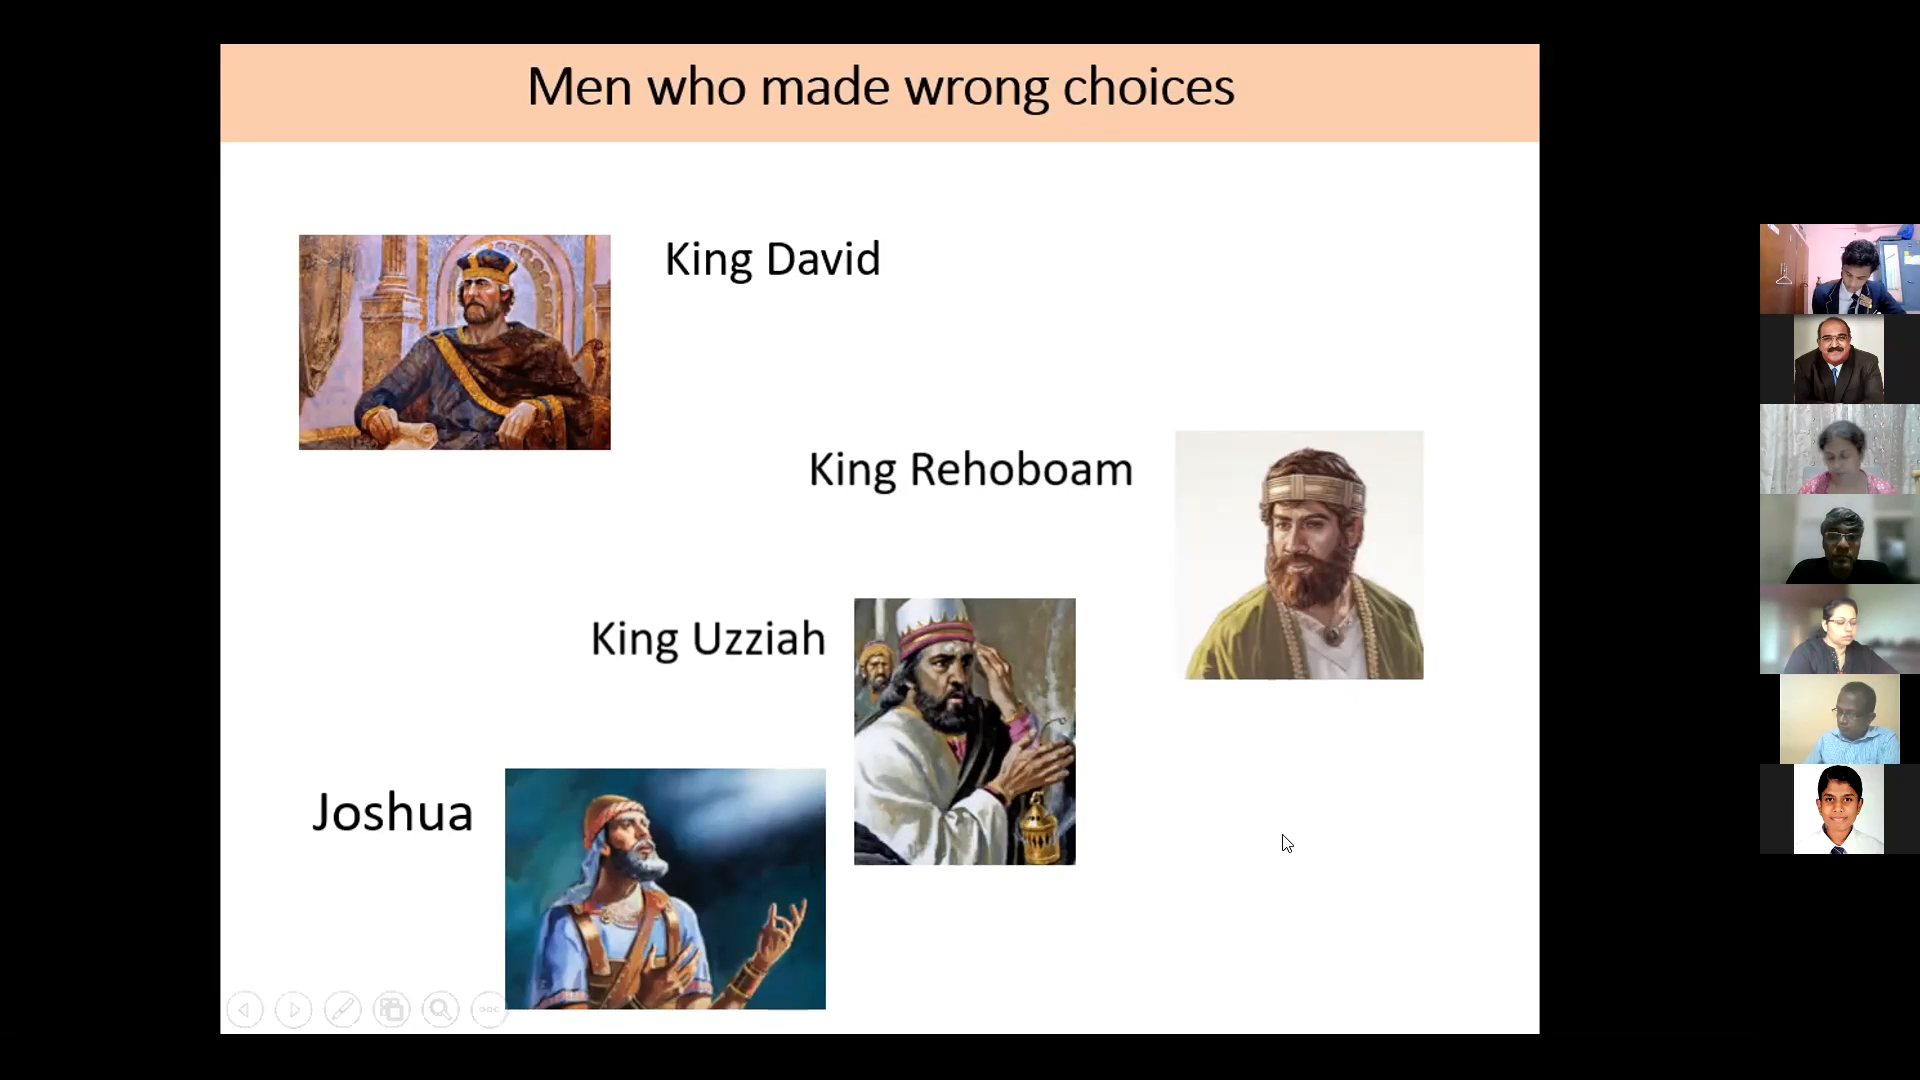 Men who made wrong choices
King David
King Rehoboam
King Uzziah
Joshua